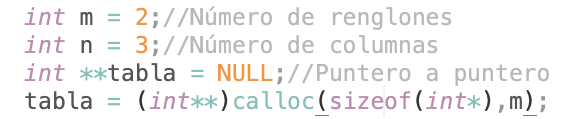 int m = 2;//Número de renglones
int n = 3;//Número de columnas
int **tabla = NULL;//Puntero a puntero
tabla = (int**)calloc(sizeof(int*),m);